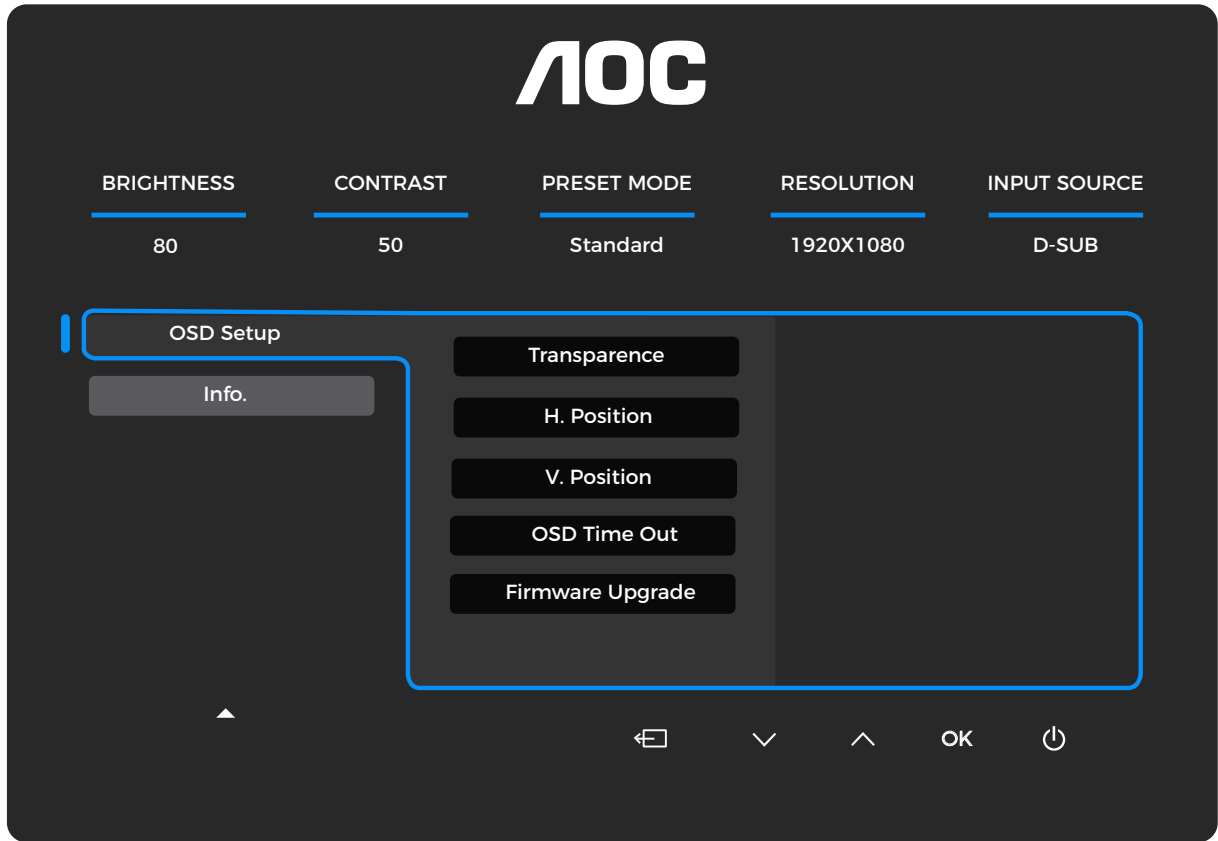 AOC
BRIGHTNESS CONTRAST PRESET MODE RESOLUTION INPUT SOURCE
80 50 Standard 1920X1080 D-SUB
OSD Setup
Info.
Transparence
H. Position
V. Position
OSD Time Out
Firmware Upgrade
OK